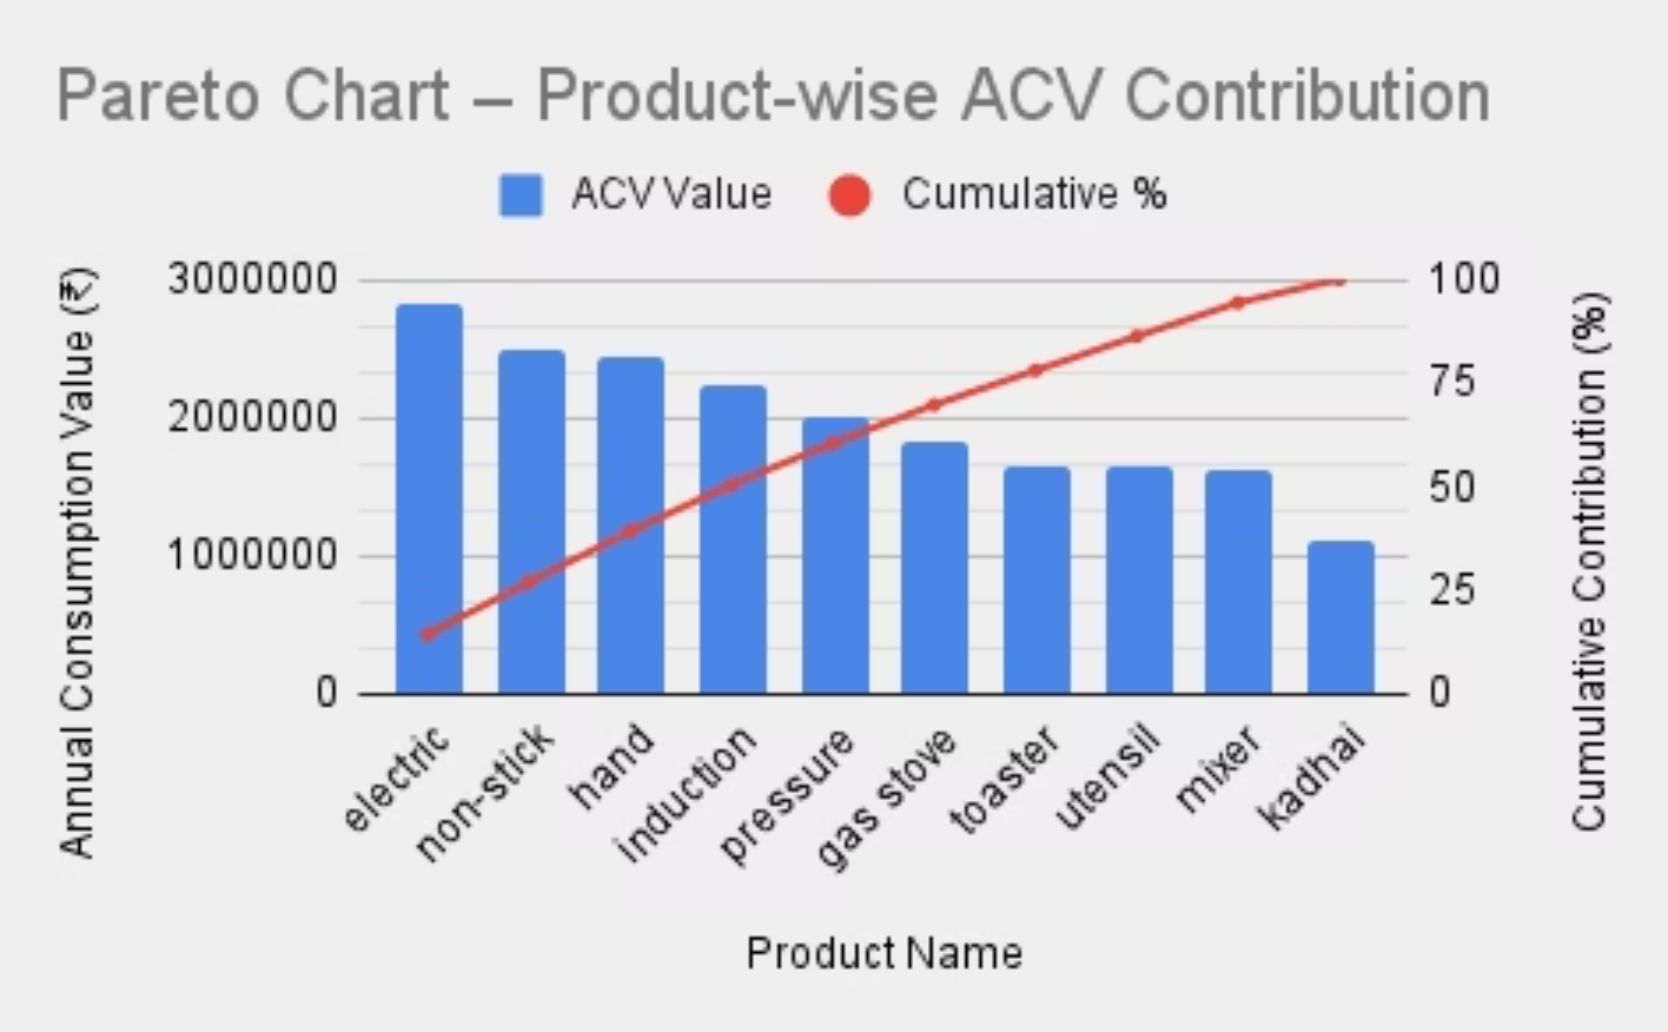 Pareto Chart – Product-wise ACV Contribution
ACV Value
Cumulative %
Annual Consumption Value (₹)
3000000
2000000
1000000
0
100
75
50
25
0
Cumulative Contribution (%)
electric
non-stick
hand
induction
pressure
gas stove
toaster
utensil
mixer
kadhai
Product Name